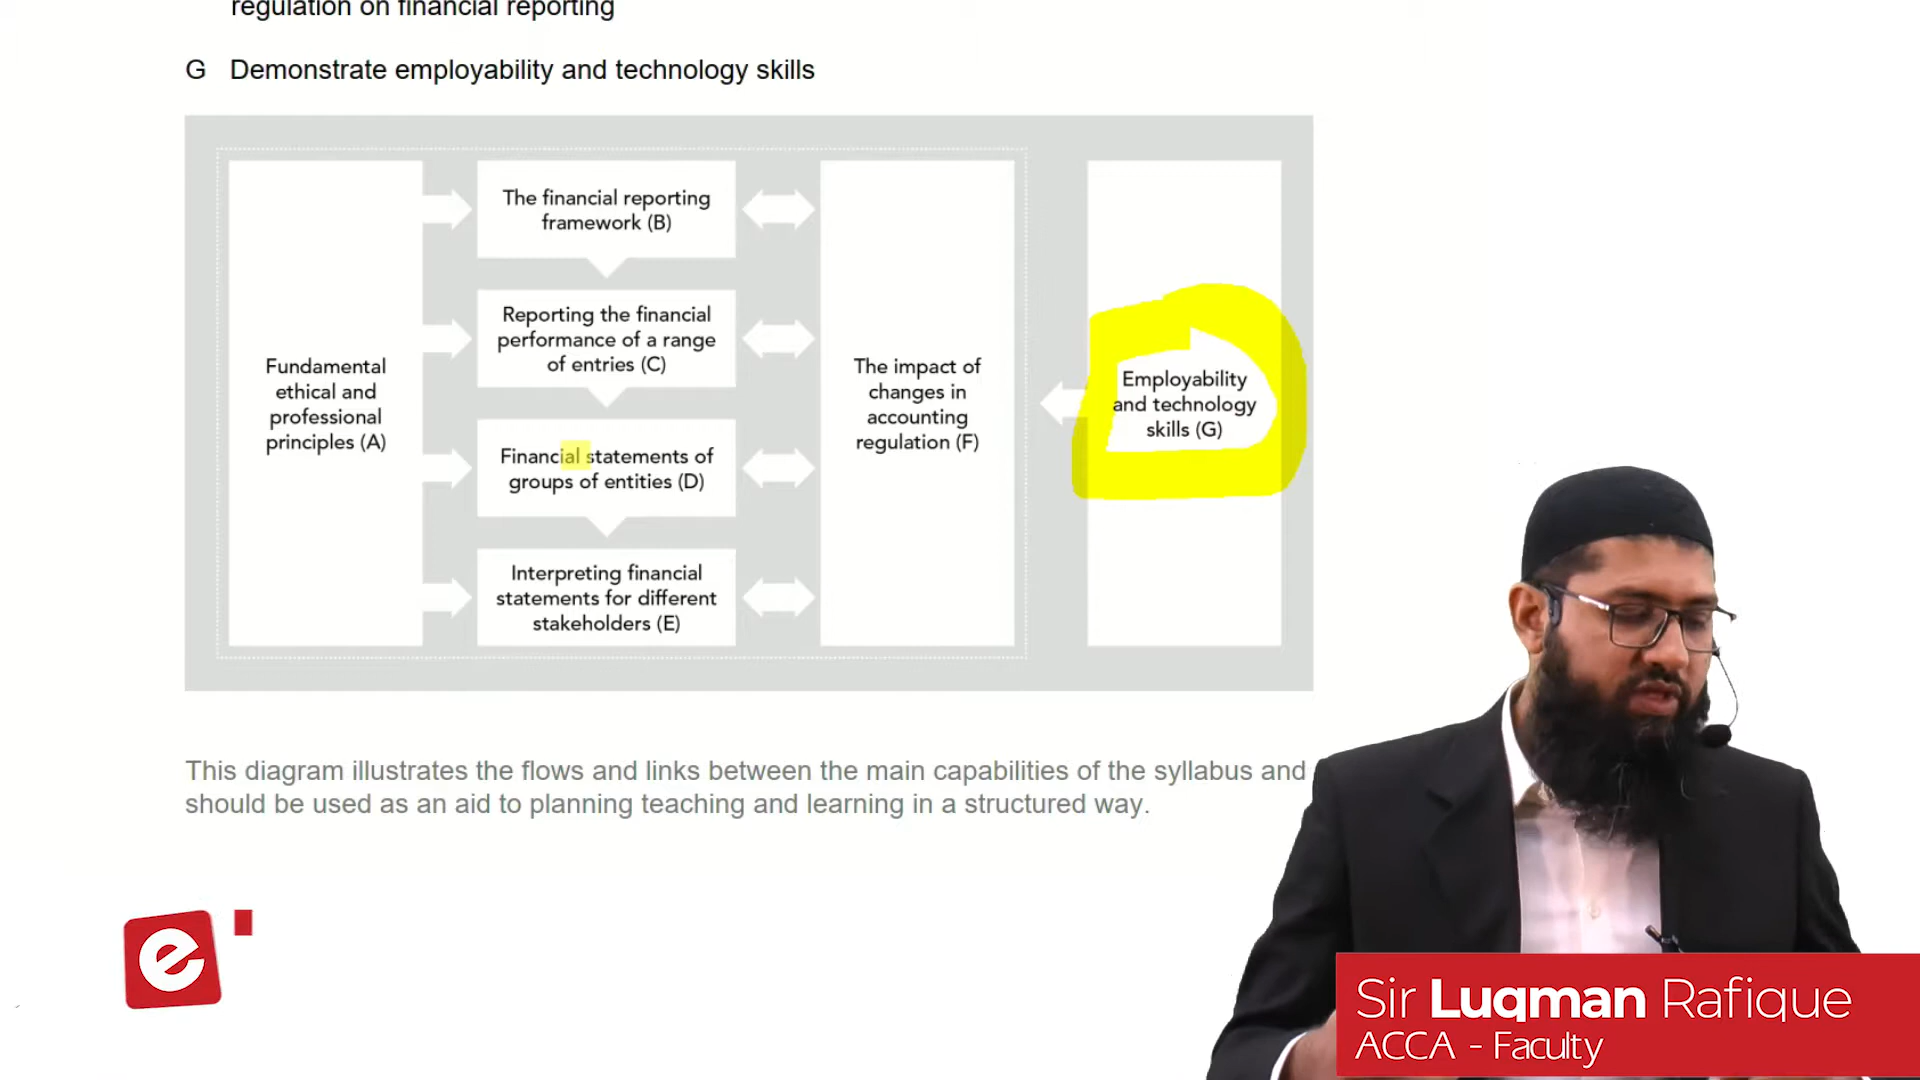 regulation on financial reporting
G Demonstrate employability and technology skills
Fundamental
ethical and
professional
principles (A)
The financial reporting
framework (B)
Reporting the financial
performance of a range
of entries (C)
Financial statements of
groups of entities (D)
Interpreting financial
statements for different
stakeholders (E)
The impact of
changes in
accounting
regulation (F)
Employability
and technology
skills (G)
This diagram illustrates the flows and links between the main capabilities of the syllabus and
should be used as an aid to planning teaching and learning in a structured way.
e
Sir Luqman Rafique
ACCA - Faculty